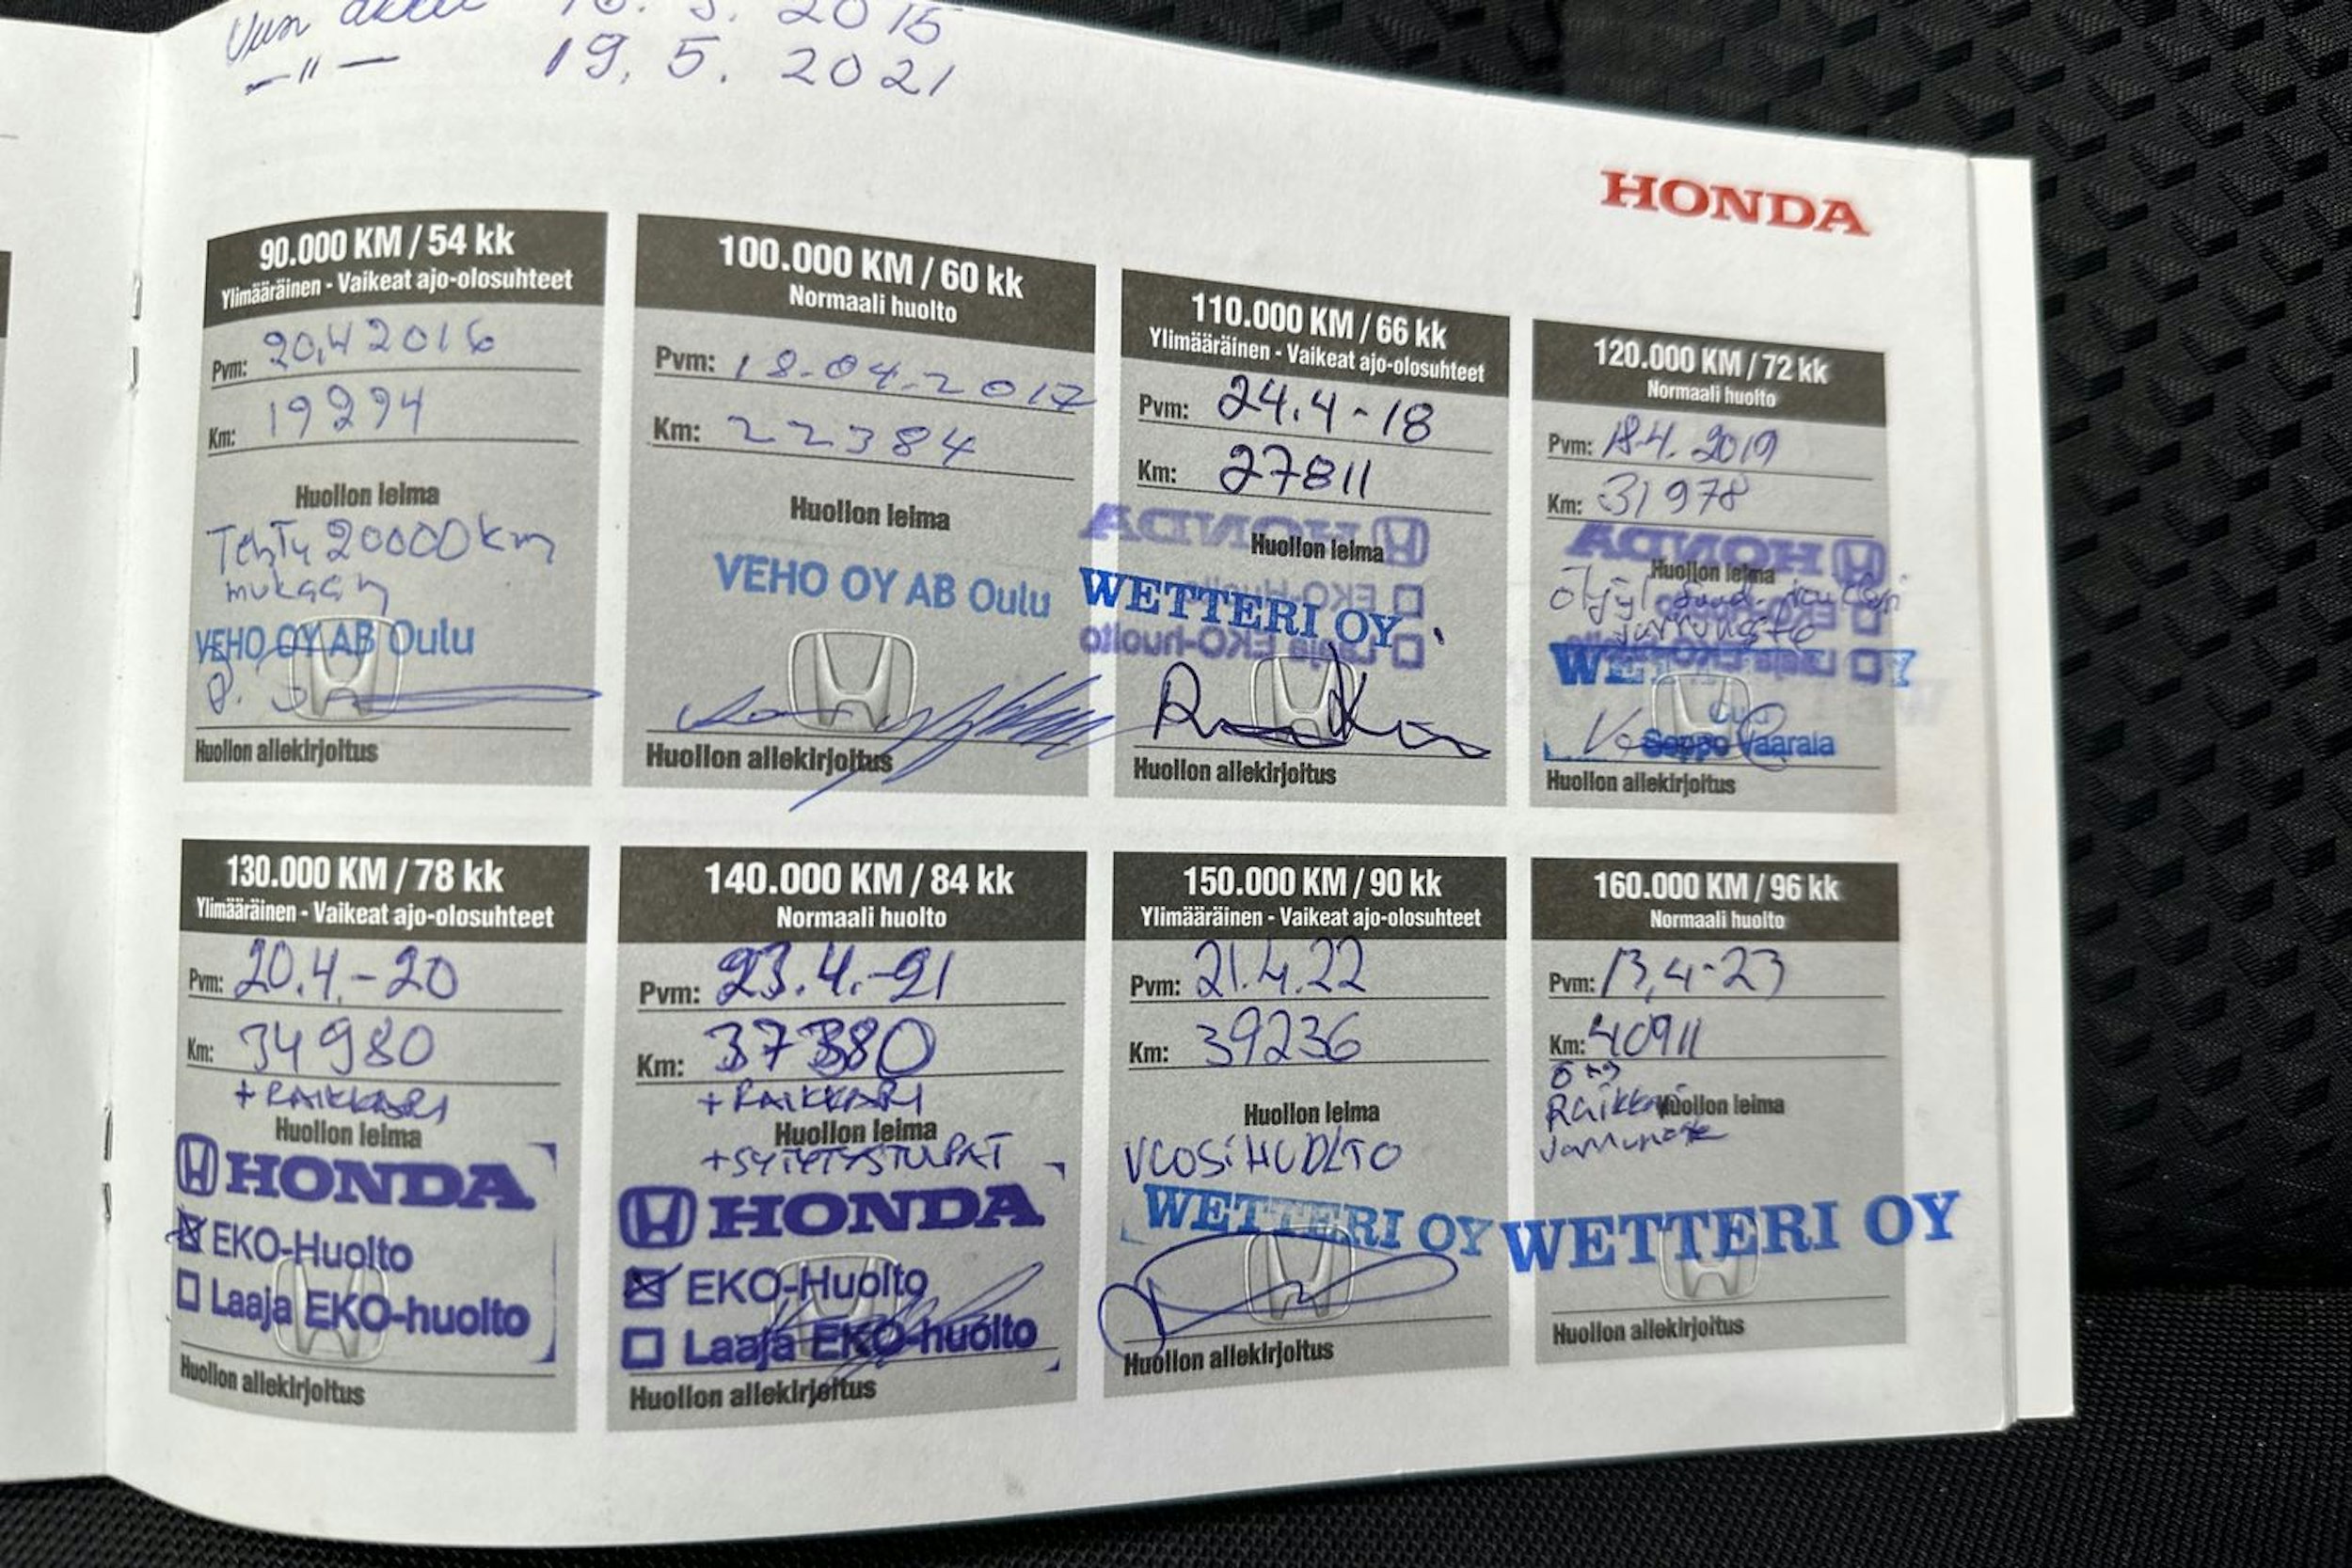 Uusi akku 16. 3. 2015
—"— 19. 5. 2021
HONDA
90.000 KM / 54 kk
Ylimääräinen - Vaikeat ajo-olosuhteet
Pvm: 20.4 2016
Km: 19294
Huollon leima
Tehty 20000 km
mukaan
VEHO OY AB Oulu
Huollon allekirjoitus
100.000 KM / 60 kk
Normaali huolto
Pvm: 18.04.2017
Km: 22384
Huollon leima
VEHO OY AB Oulu
Huollon allekirjoitus
110.000 KM / 66 kk
Ylimääräinen - Vaikeat ajo-olosuhteet
Pvm: 24.4-18
Km: 27811
Huollon leima
WETTERI OY
Huollon allekirjoitus
120.000 KM / 72 kk
Normaali huolto
Pvm: 18.4. 2019
Km: 31978
Huollon leima
Seppo Vaarala
Huollon allekirjoitus
130.000 KM / 78 kk
Ylimääräinen - Vaikeat ajo-olosuhteet
Pvm: 20.4.-20
Km: 34980
+ RAIKKARI
Huollon leima
HONDA
EKO-Huolto
Laaja EKO-huolto
Huollon allekirjoitus
140.000 KM / 84 kk
Normaali huolto
Pvm: 23.4.-21
Km: 37380
+ RAIKKARI
Huollon leima
+SYTYTYSTULPAT
HONDA
EKO-Huolto
Laaja EKO-huolto
Huollon allekirjoitus
150.000 KM / 90 kk
Ylimääräinen - Vaikeat ajo-olosuhteet
Pvm: 21.4.22
Km: 39236
Huollon leima
VUOSIHUOLTO
WETTERI OY
Huollon allekirjoitus
160.000 KM / 96 kk
Normaali huolto
Pvm: 13.4-23
Km: 40911
Huollon leima
WETTERI OY
Huollon allekirjoitus